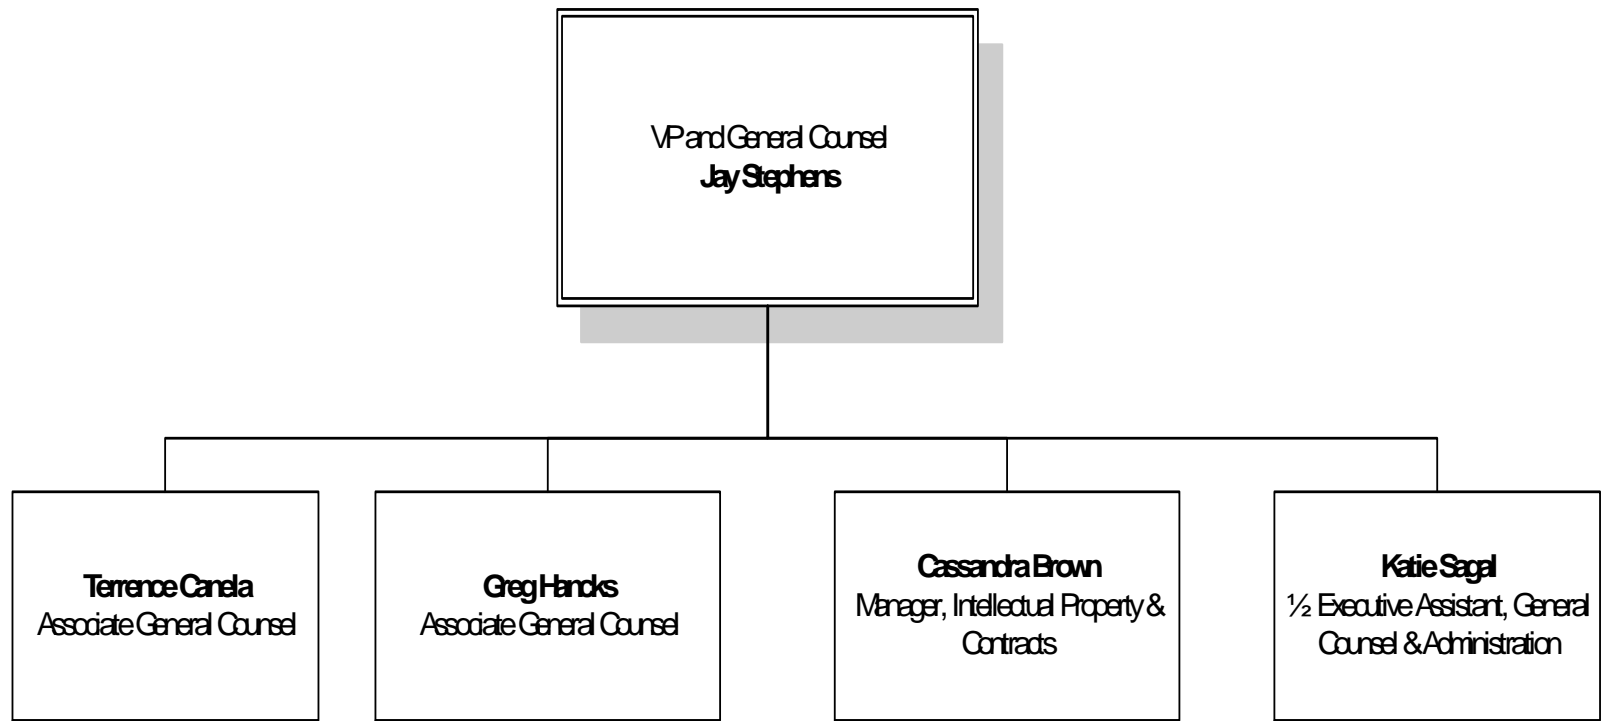 VP and General Counsel
Jay Stephens
Terrence Canela
Associate General Counsel
Greg Hancks
Associate General Counsel
Cassandra Brown
Manager, Intellectual Property &
Contracts
Katie Sagal
½ Executive Assistant, General
Counsel & Administration